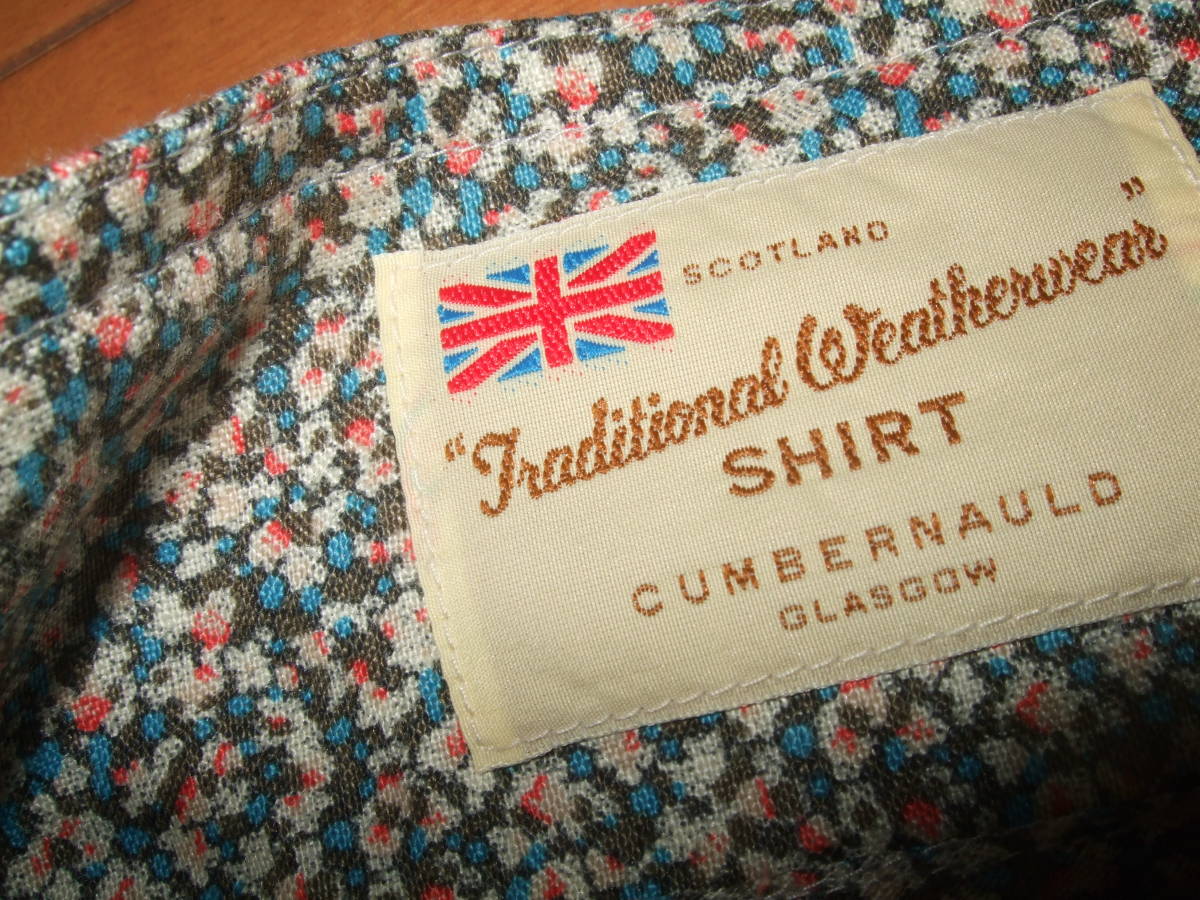 SCOTLAND
"Traditional Weatherwear"
SHIRT
CUMBERNAULD
GLASGOW